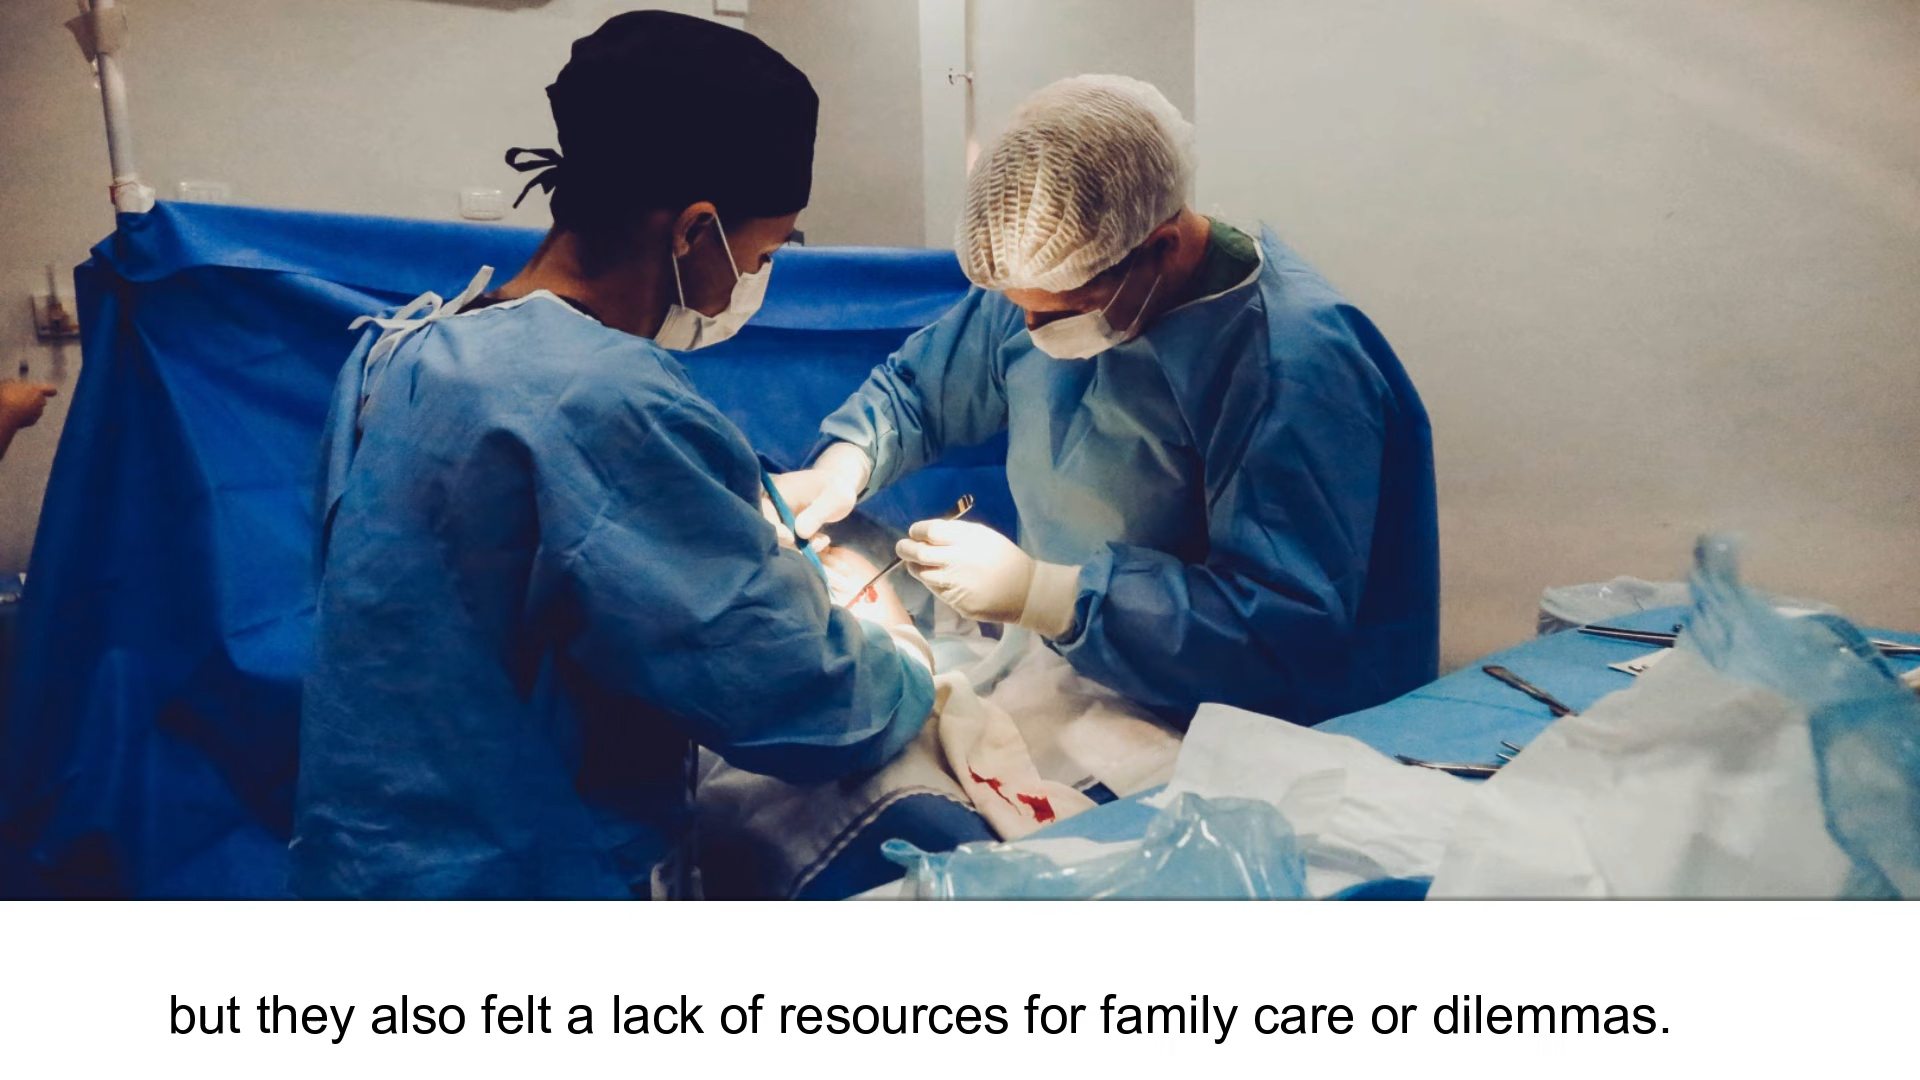 but they also felt a lack of resources for family care or dilemmas.